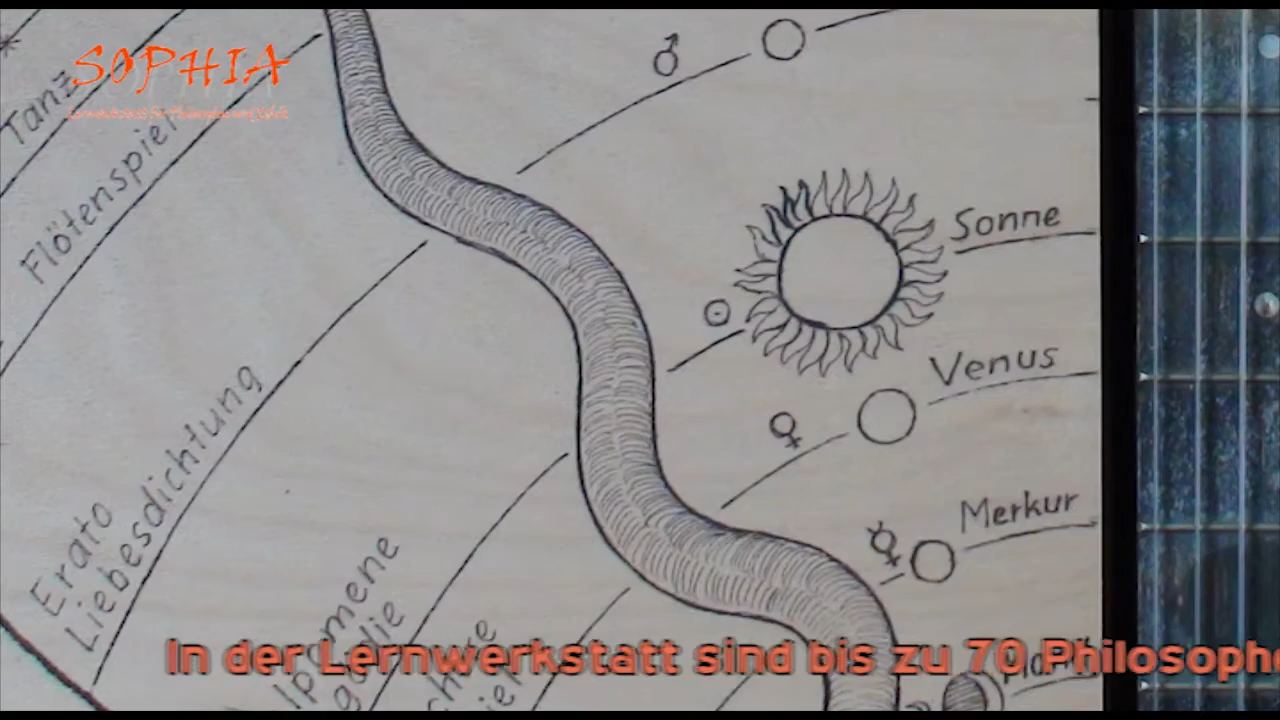 SOPHIA
Tanz
Flötenspiel
♂
Sonne
☉
Venus
♀
Merkur
☿
Erato
Liebesdichtung
In der Lernwerkstatt sind bis zu 70 Philosophe